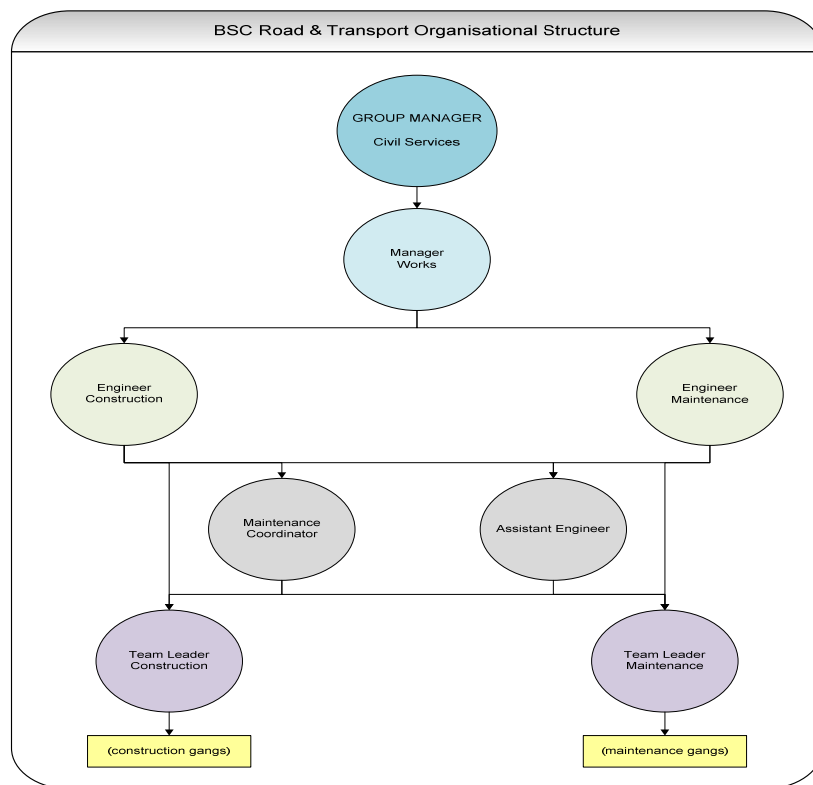 BSC Road & Transport Organisational Structure
GROUP MANAGER
Civil Services
Manager
Works
Engineer
Construction
Engineer
Maintenance
Maintenance
Coordinator
Assistant Engineer
Team Leader
Construction
Team Leader
Maintenance
(construction gangs)
(maintenance gangs)